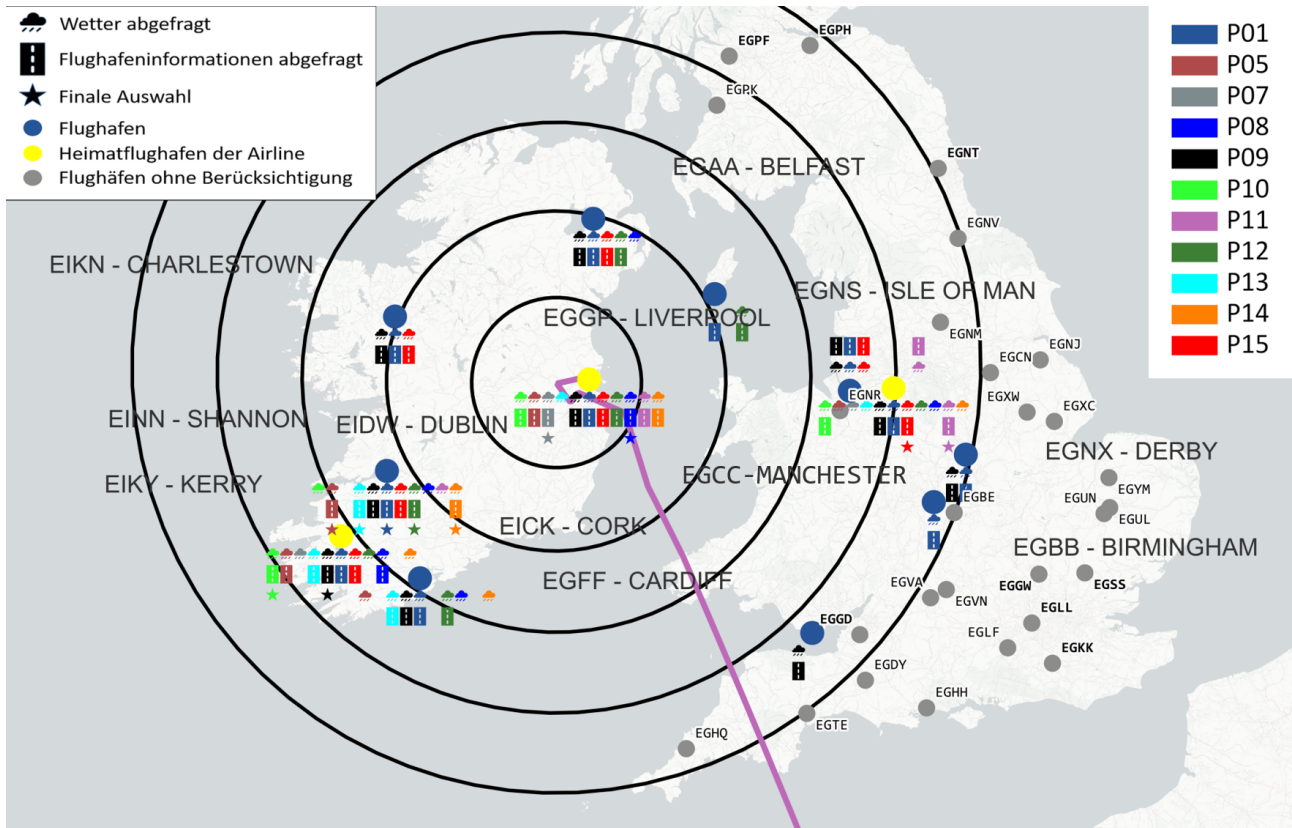 Wetter abgefragt
Flughafeninformationen abgefragt
Finale Auswahl
Flughafen
Heimatflughafen der Airline
Flughäfen ohne Berücksichtigung
P01
P05
P07
P08
P09
P10
P11
P12
P13
P14
P15
EGPH
EGPF
EGPK
EGNT
EGAA - BELFAST
EGNV
EIKN - CHARLESTOWN
EGNS - ISLE OF MAN
EGGP - LIVERPOOL
EGNM
EGNJ
EGCN
EGNR
EGXW
EGXC
EINN - SHANNON
EIDW - DUBLIN
EGNX - DERBY
EGCC-MANCHESTER
EIKY - KERRY
EGYM
EGUN
EGBE
EGUL
EICK - CORK
EGBB - BIRMINGHAM
EGFF - CARDIFF
EGVA
EGGW
EGSS
EGVN
EGGD
EGLL
EGLF
EGKK
EGDY
EGHH
EGTE
EGHQ